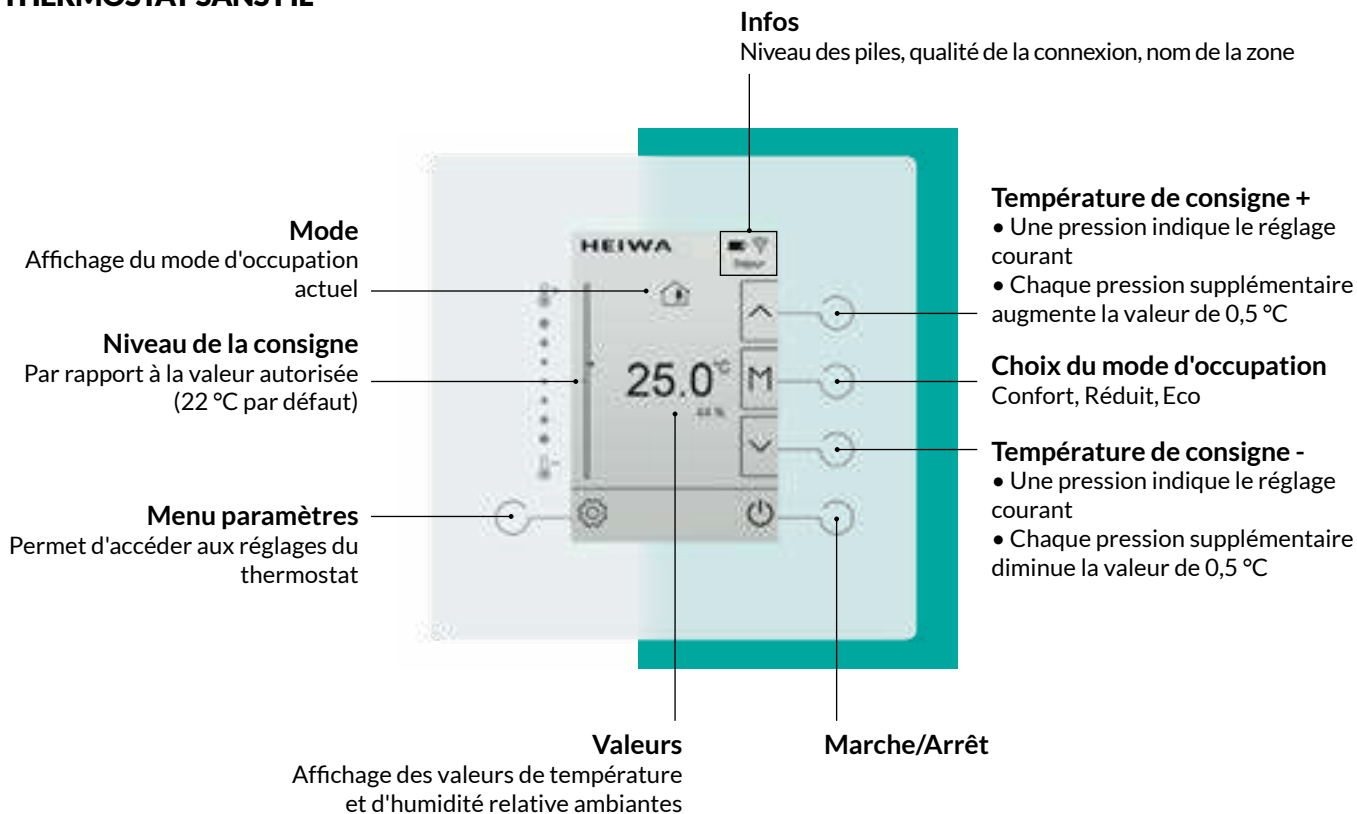 THERMOSTAT SANS FIL
Infos
Niveau des piles, qualité de la connexion, nom de la zone
Mode
Affichage du mode d'occupation
actuel
Niveau de la consigne
Par rapport à la valeur autorisée
(22 °C par défaut)
Menu paramètres
Permet d'accéder aux réglages du
thermostat
HEIWA
25.0°C
M
Température de consigne +
• Une pression indique le réglage
courant
• Chaque pression supplémentaire
augmente la valeur de 0,5 °C
Choix du mode d'occupation
Confort, Réduit, Eco
Température de consigne -
• Une pression indique le réglage
courant
• Chaque pression supplémentaire
diminue la valeur de 0,5 °C
Valeurs
Affichage des valeurs de température
et d'humidité relative ambiantes
Marche/Arrêt